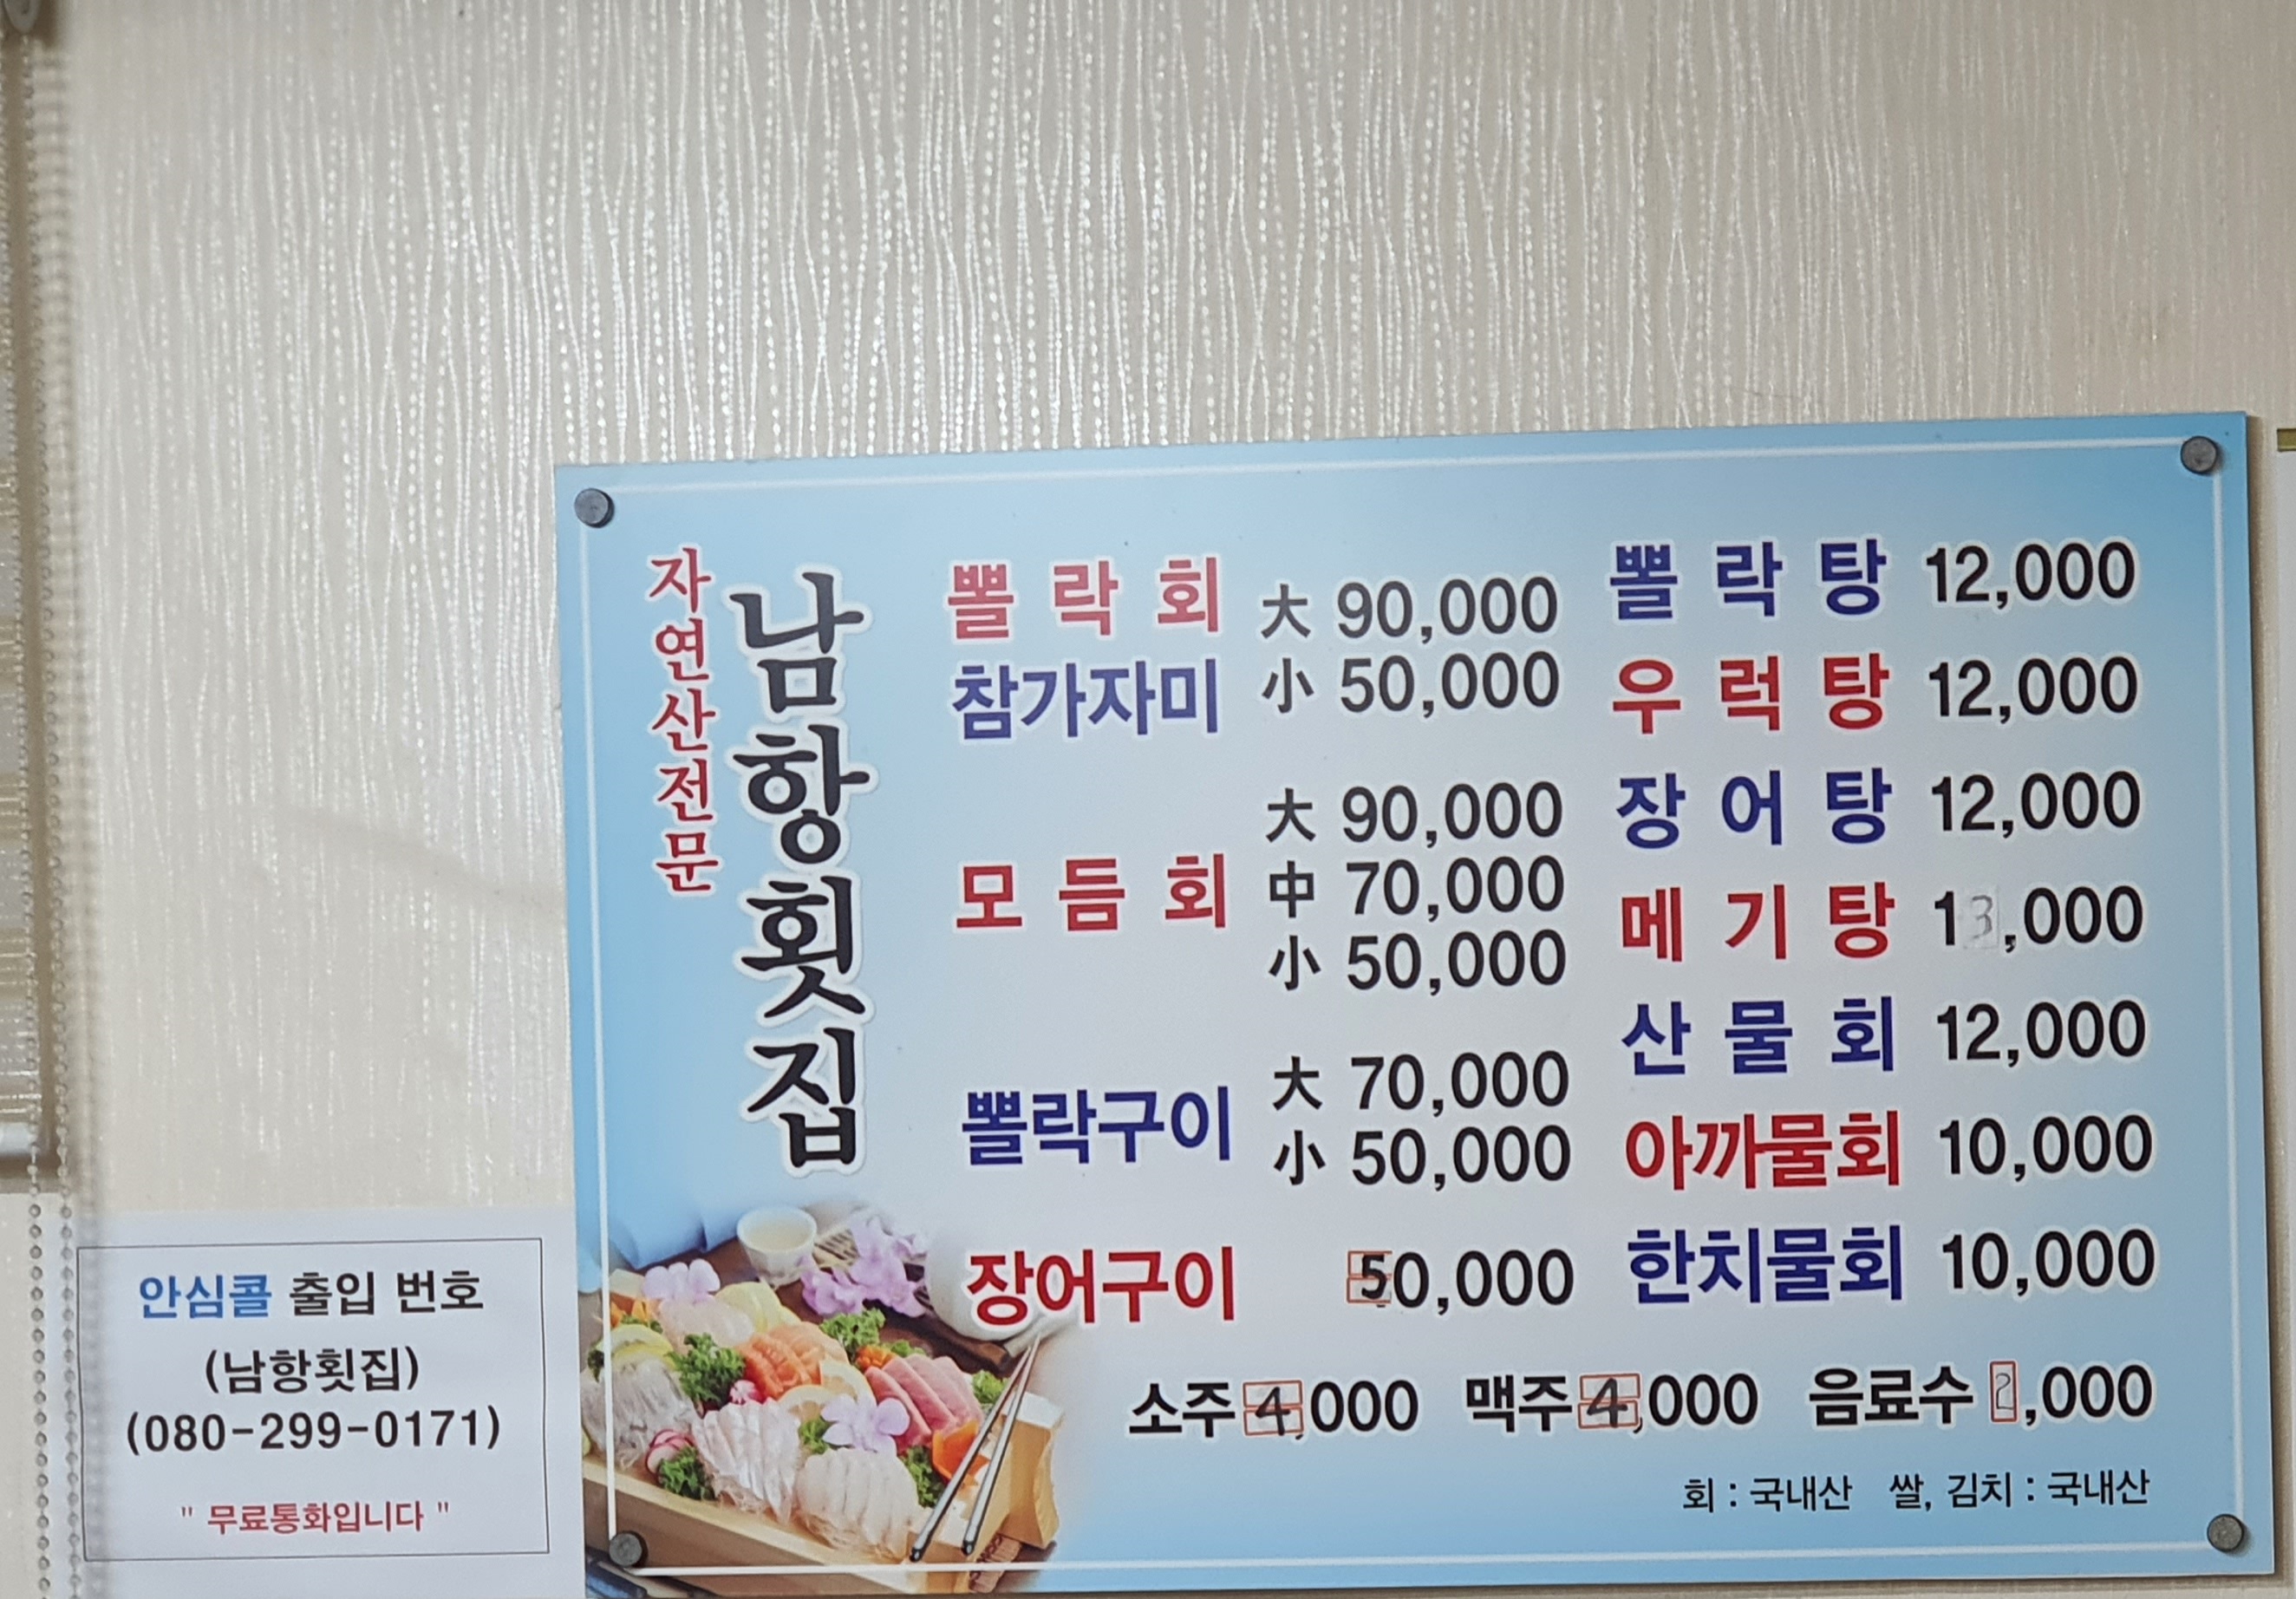 자연산전문
남항횟집
뽈락회 大 90,000
참가자미 小 50,000
大 90,000
모듬회 中 70,000
小 50,000
뽈락구이 大 70,000
小 50,000
장어구이 50,000
뽈락탕 12,000
우럭탕 12,000
장어탕 12,000
메기탕 13,000
산물회 12,000
아까물회 10,000
한치물회 10,000
소주 4,000 맥주 4,000 음료수 2,000
회 : 국내산 쌀, 김치 : 국내산
안심콜 출입 번호
(남항횟집)
(080-299-0171)
" 무료통화입니다 "